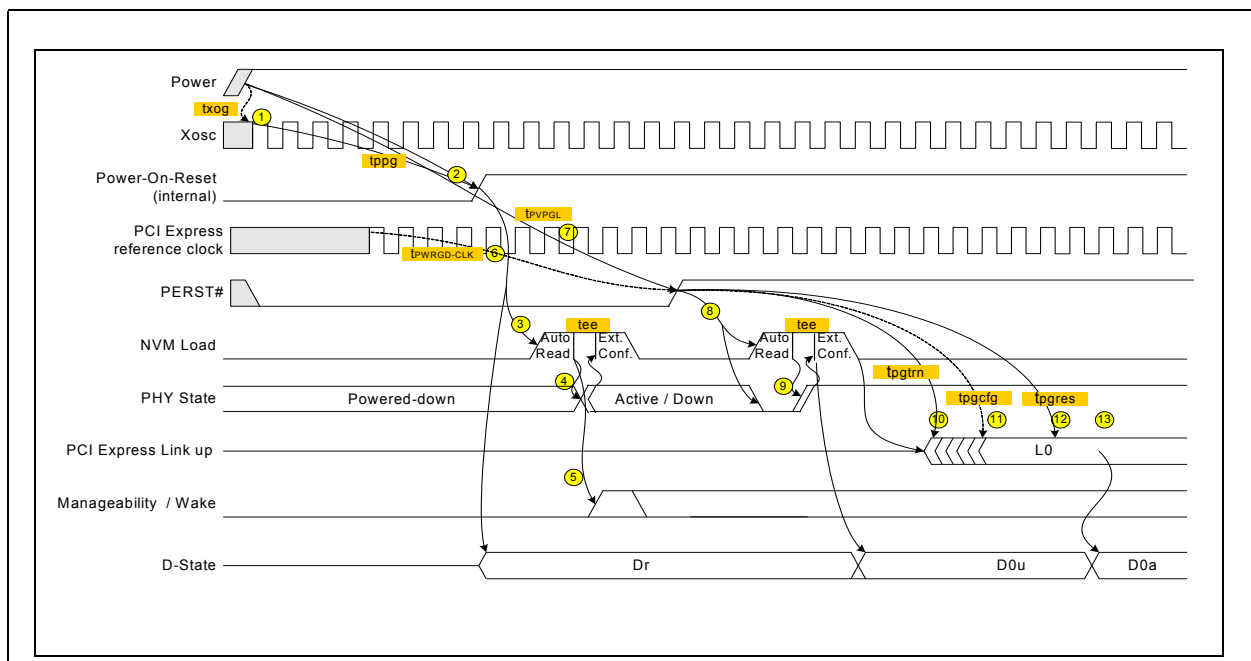 Power
txog
1
Xosc
tppg
2
Power-On-Reset
(internal)
tPVPGL
7
PCI Express
reference clock
tPWRGD-CLK
6
PERST#
3
tee
8
tee
NVM Load
Auto
Read
Ext.
Conf.
Auto
Read
Ext.
Conf.
tpgtrn
4
9
PHY State
Powered-down
Active / Down
tpgcfg
tpgres
10
11
12
13
PCI Express Link up
L0
5
Manageability / Wake
D-State
Dr
D0u
D0a